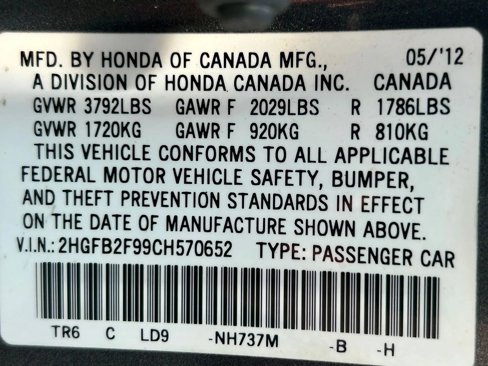 MFD. BY HONDA OF CANADA MFG., 05/'12
A DIVISION OF HONDA CANADA INC. CANADA
GVWR 3792LBS GAWR F 2029LBS R 1786LBS
GVWR 1720KG GAWR F 920KG R 810KG
THIS VEHICLE CONFORMS TO ALL APPLICABLE
FEDERAL MOTOR VEHICLE SAFETY, BUMPER,
AND THEFT PREVENTION STANDARDS IN EFFECT
ON THE DATE OF MANUFACTURE SHOWN ABOVE.
V.I.N.: 2HGFB2F99CH570652 TYPE: PASSENGER CAR
TR6 C LD9 -NH737M -B -H